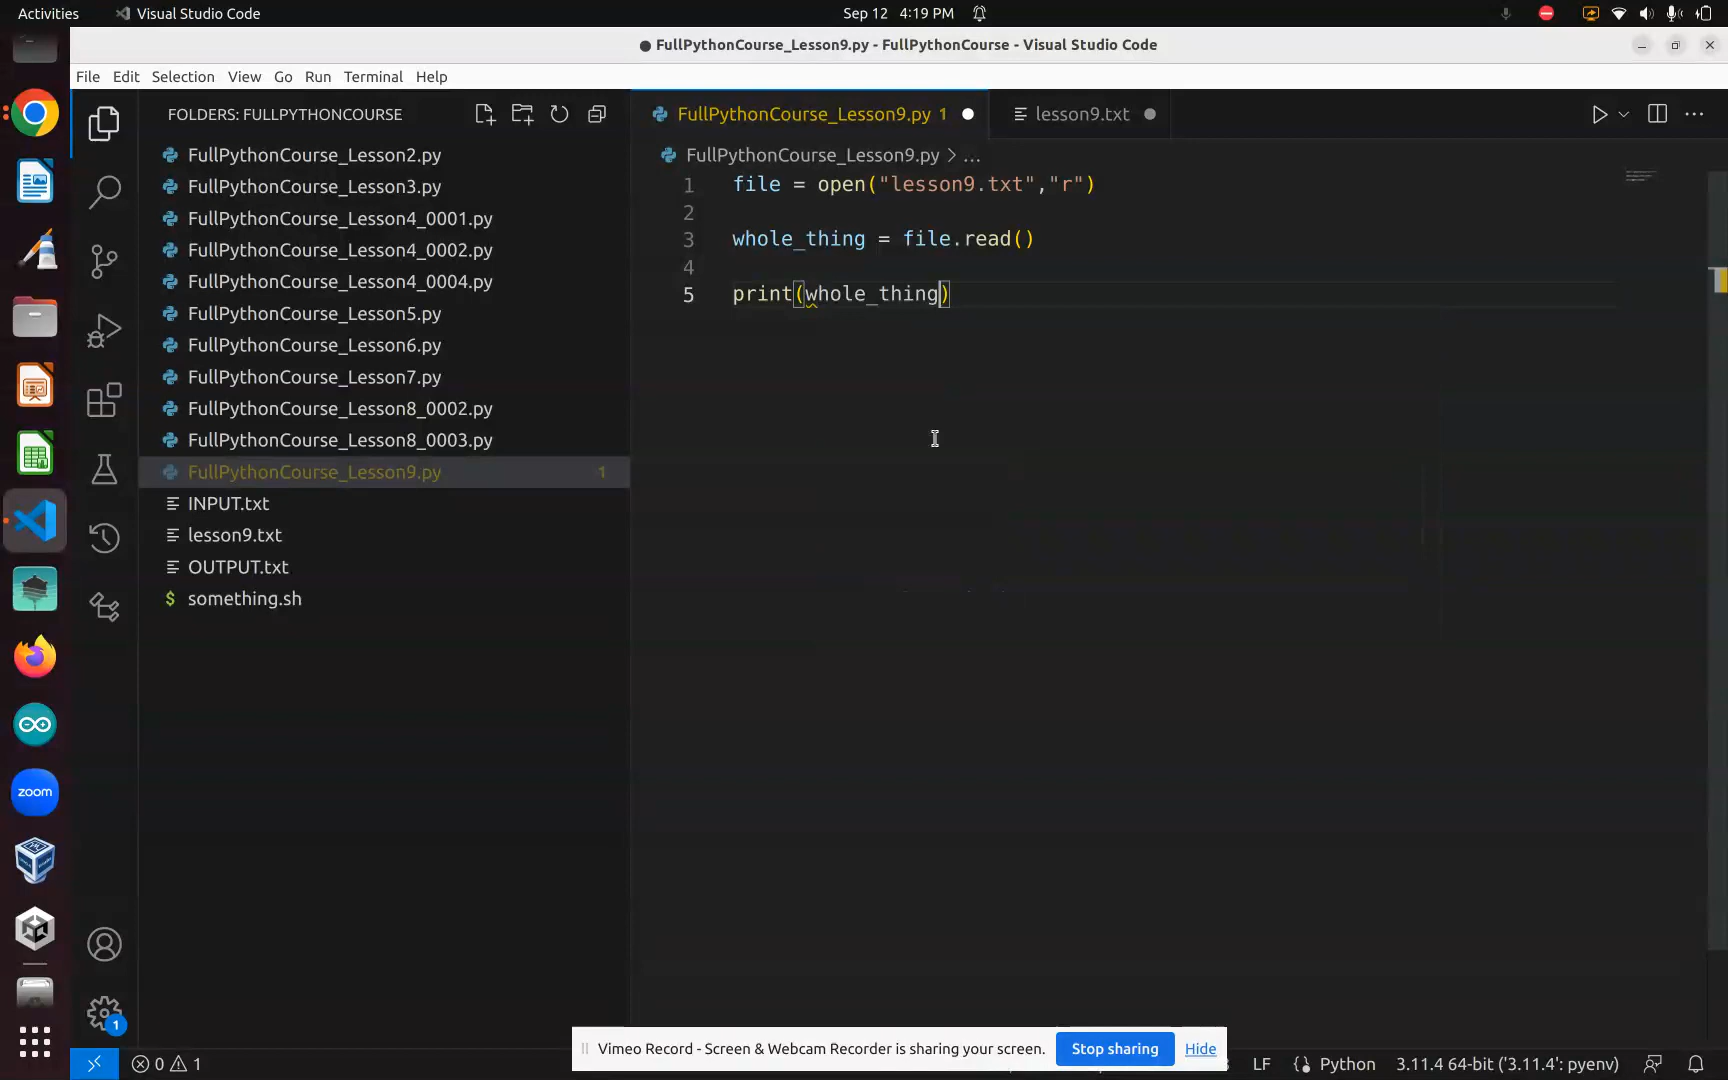 Activities
Visual Studio Code
Sep 12 4:19 PM
● FullPythonCourse_Lesson9.py - FullPythonCourse - Visual Studio Code
File Edit Selection View Go Run Terminal Help
FOLDERS: FULLPYTHONCOURSE
FullPythonCourse_Lesson2.py
FullPythonCourse_Lesson3.py
FullPythonCourse_Lesson4_0001.py
FullPythonCourse_Lesson4_0002.py
FullPythonCourse_Lesson4_0004.py
FullPythonCourse_Lesson5.py
FullPythonCourse_Lesson6.py
FullPythonCourse_Lesson7.py
FullPythonCourse_Lesson8_0002.py
FullPythonCourse_Lesson8_0003.py
FullPythonCourse_Lesson9.py 1
INPUT.txt
lesson9.txt
OUTPUT.txt
something.sh
FullPythonCourse_Lesson9.py 1
lesson9.txt
FullPythonCourse_Lesson9.py > ...
1 file = open("lesson9.txt","r")
2
3 whole_thing = file.read()
4
5 print(whole_thing)
zoom
1
Vimeo Record - Screen & Webcam Recorder is sharing your screen.
Stop sharing
Hide
0 1
LF
Python
3.11.4 64-bit ('3.11.4': pyenv)